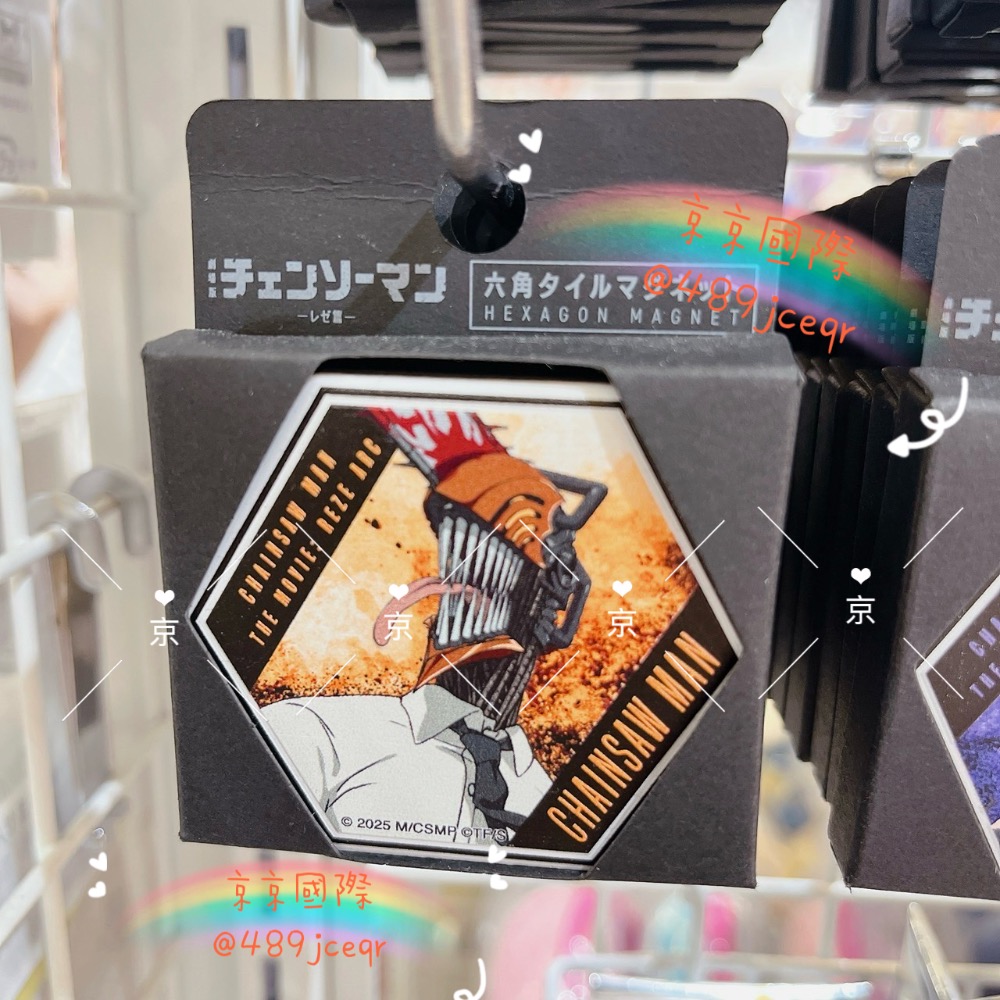 劇場版 チェンソーマン
—レゼ篇—
六角タイルマグネット
HEXAGON MAGNET
京京國際
@489jceqr
CHAINSAW MAN
THE MOVIE: REZE ARC
CHAINSAW MAN
© 2025 M/CSMP ©TF/S
京
京
京
京
京京國際
@489jceqr